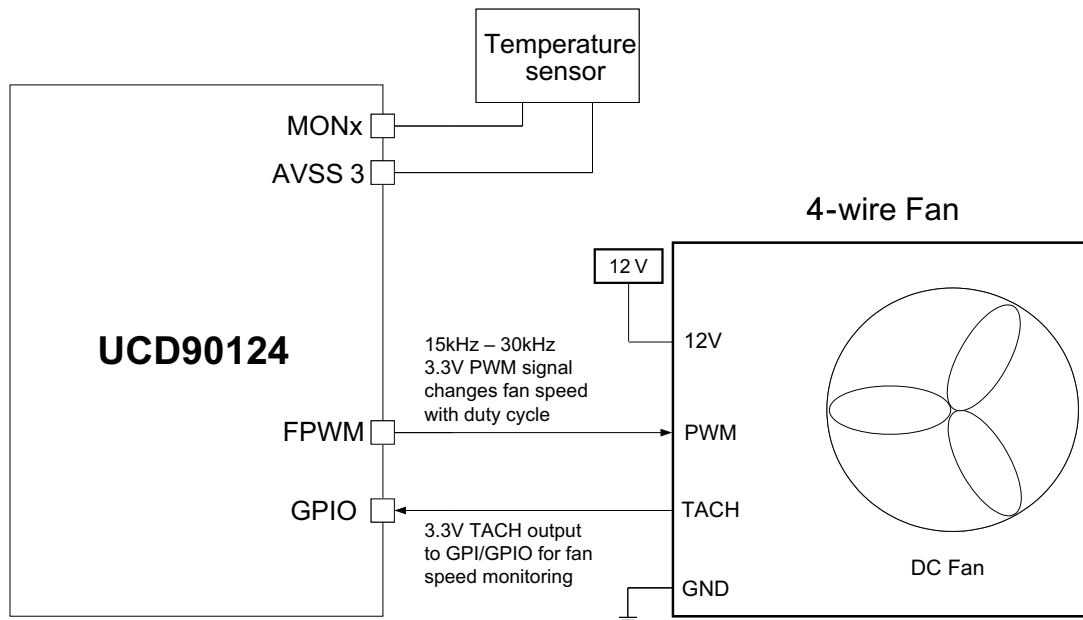 Temperature
sensor
MONx
AVSS 3
4-wire Fan
12 V
12V
UCD90124
15kHz – 30kHz
3.3V PWM signal
changes fan speed
with duty cycle
FPWM
PWM
GPIO
TACH
3.3V TACH output
to GPI/GPIO for fan
speed monitoring
DC Fan
GND